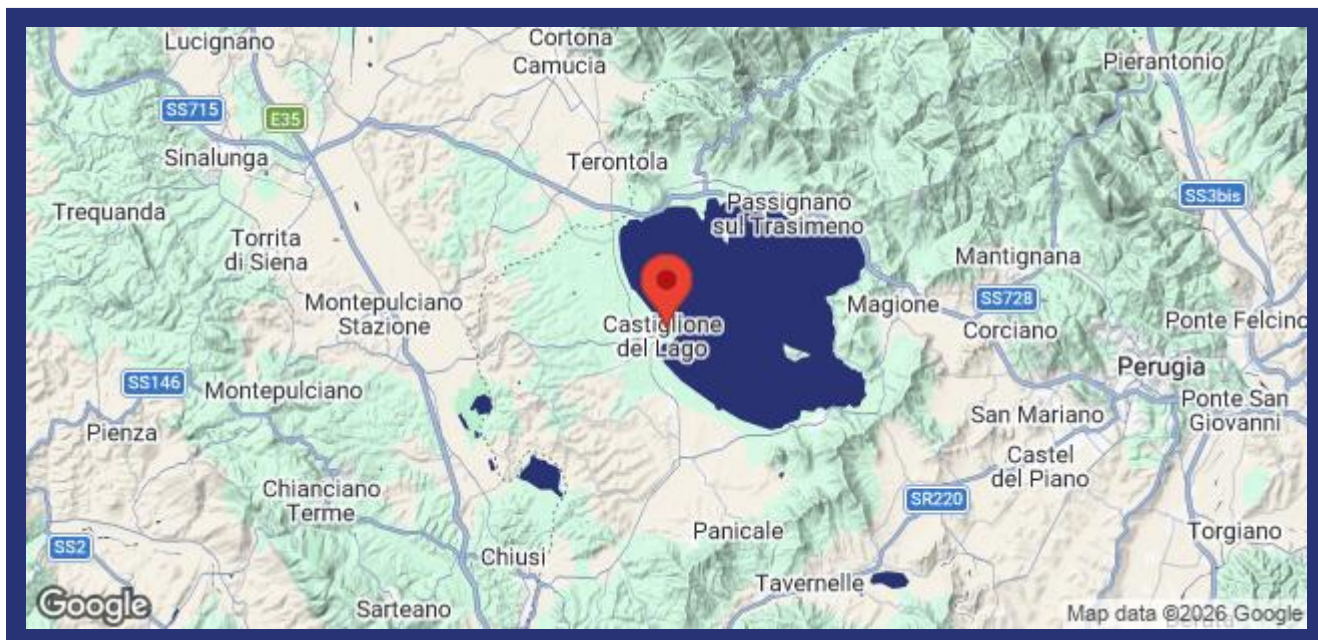 Lucignano
Cortona
Camucia
Pierantonio
SS715
E35
Sinalunga
Terontola
SS3bis
Trequanda
Passignano
sul Trasimeno
Torrita
di Siena
Mantignana
Montepulciano
Stazione
Castiglione
del Lago
Magione
SS728
Corciano
Ponte Felcino
Perugia
SS146
Montepulciano
Pienza
San Mariano
Ponte San
Giovanni
Castel
del Piano
Chianciano
Terme
SR220
SS2
Chiusi
Panicale
Torgiano
Tavernelle
Sarteano
Google
Map data ©2026 Google